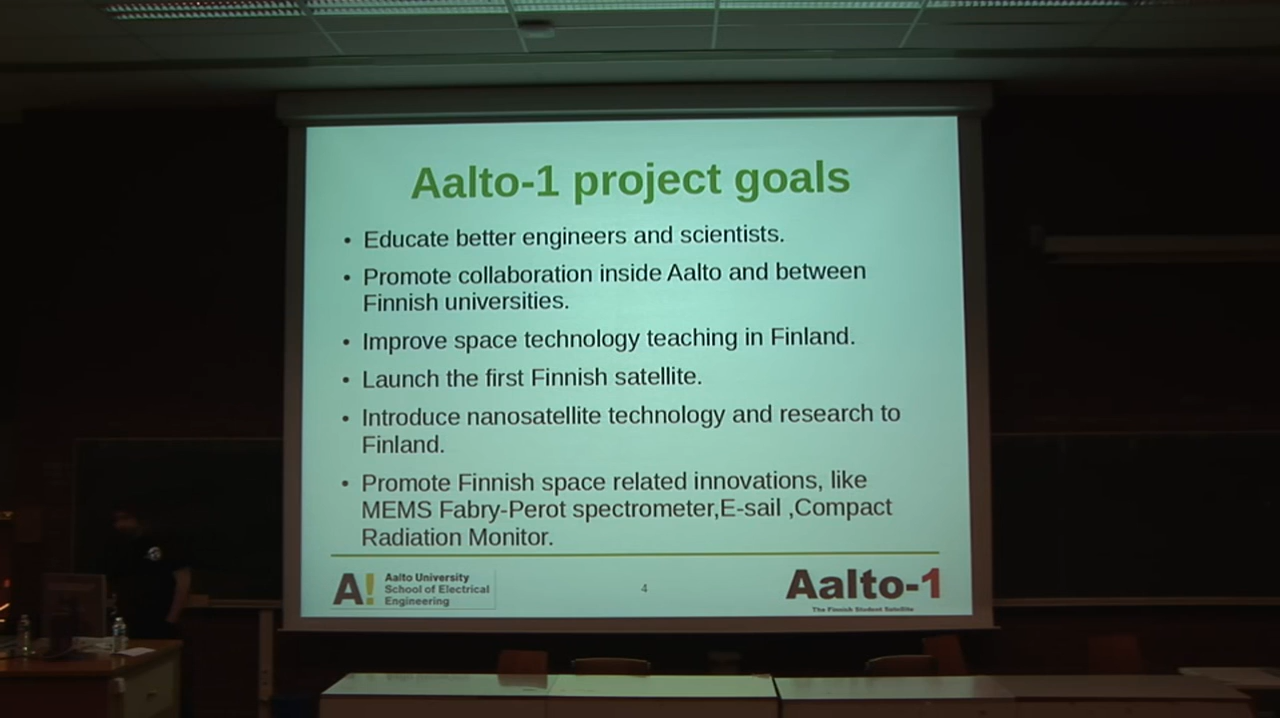 Aalto-1 project goals
• Educate better engineers and scientists.
• Promote collaboration inside Aalto and between
Finnish universities.
• Improve space technology teaching in Finland.
• Launch the first Finnish satellite.
• Introduce nanosatellite technology and research to
Finland.
• Promote Finnish space related innovations, like
MEMS Fabry-Perot spectrometer,E-sail ,Compact
Radiation Monitor.
A!
Aalto University
School of Electrical
Engineering
4
Aalto-1
The Finnish Student Satellite